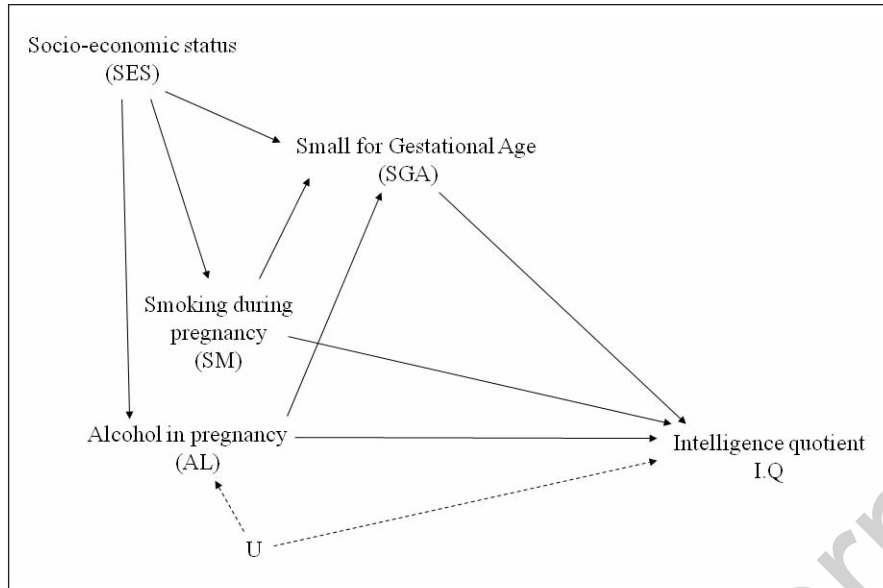 Socio-economic status
(SES)
Small for Gestational Age
(SGA)
Smoking during
pregnancy
(SM)
Alcohol in pregnancy
(AL)
Intelligence quotient
I.Q
U